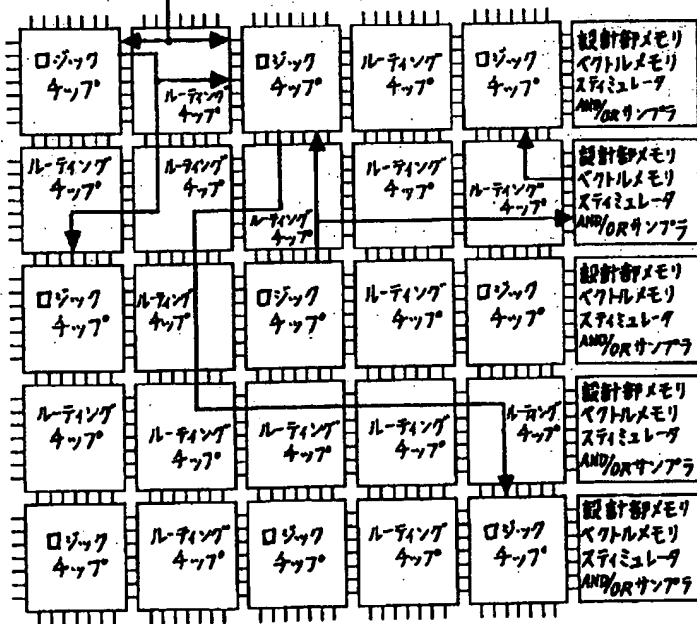 ロジック
チップ
ルーティング
チップ
ロジック
チップ
ルーティング
チップ
ロジック
チップ
設計部メモリ
ベクトルメモリ
スティミュレータ
AND/ORサンプラ
ルーティング
チップ
ルーティング
チップ
ルーティング
チップ
ルーティング
チップ
ルーティング
チップ
設計部メモリ
ベクトルメモリ
スティミュレータ
AND/ORサンプラ
ロジック
チップ
ルーティング
チップ
ロジック
チップ
ルーティング
チップ
ロジック
チップ
設計部メモリ
ベクトルメモリ
スティミュレータ
AND/ORサンプラ
ルーティング
チップ
ルーティング
チップ
ルーティング
チップ
ルーティング
チップ
ルーティング
チップ
設計部メモリ
ベクトルメモリ
スティミュレータ
AND/ORサンプラ
ロジック
チップ
ルーティング
チップ
ロジック
チップ
ルーティング
チップ
ロジック
チップ
設計部メモリ
ベクトルメモリ
スティミュレータ
AND/ORサンプラ